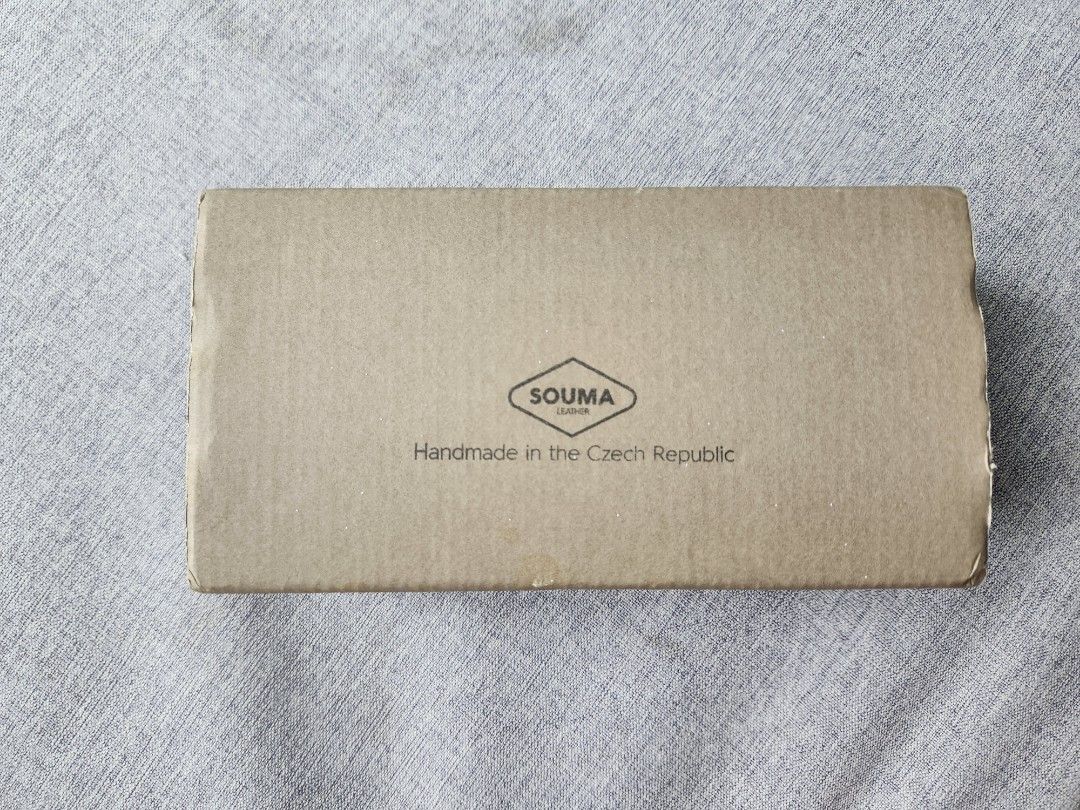 SOUMA
LEATHER
Handmade in the Czech Republic